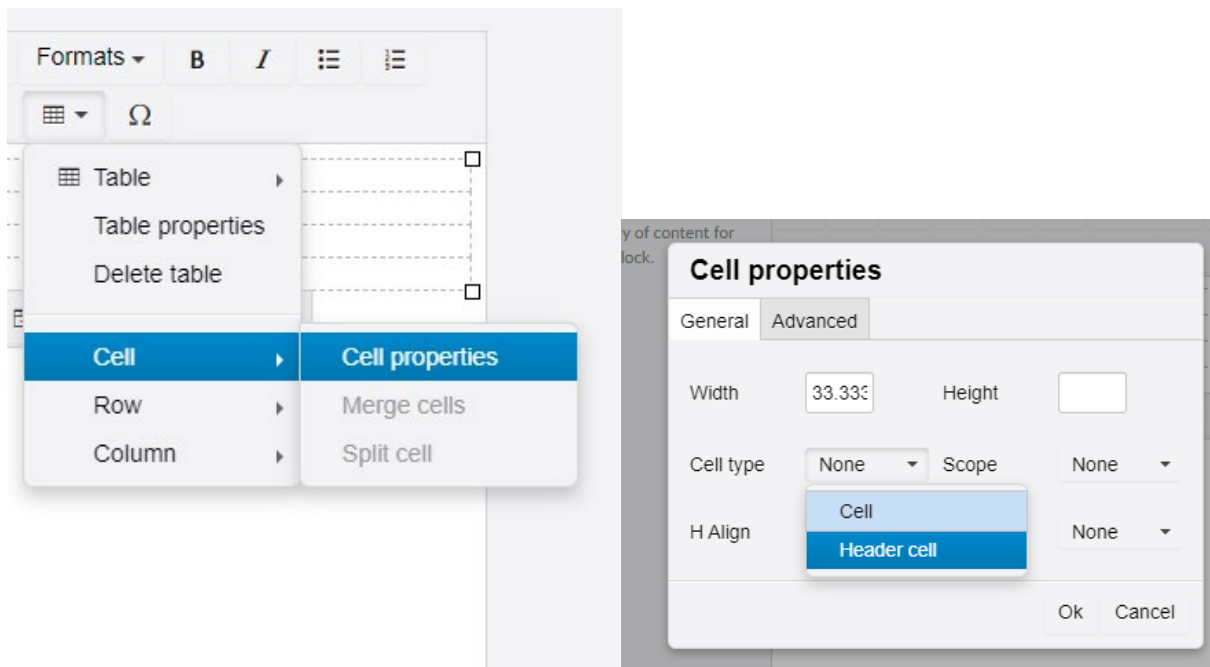 Formats B I
Ω
Table
Table properties
Delete table
Cell
Row
Column
Cell properties
Merge cells
Split cell
y of content for
lock.
Cell properties
General Advanced
Width 33.333 Height
Cell type None Scope None
Cell
Header cell
H Align None
Ok Cancel